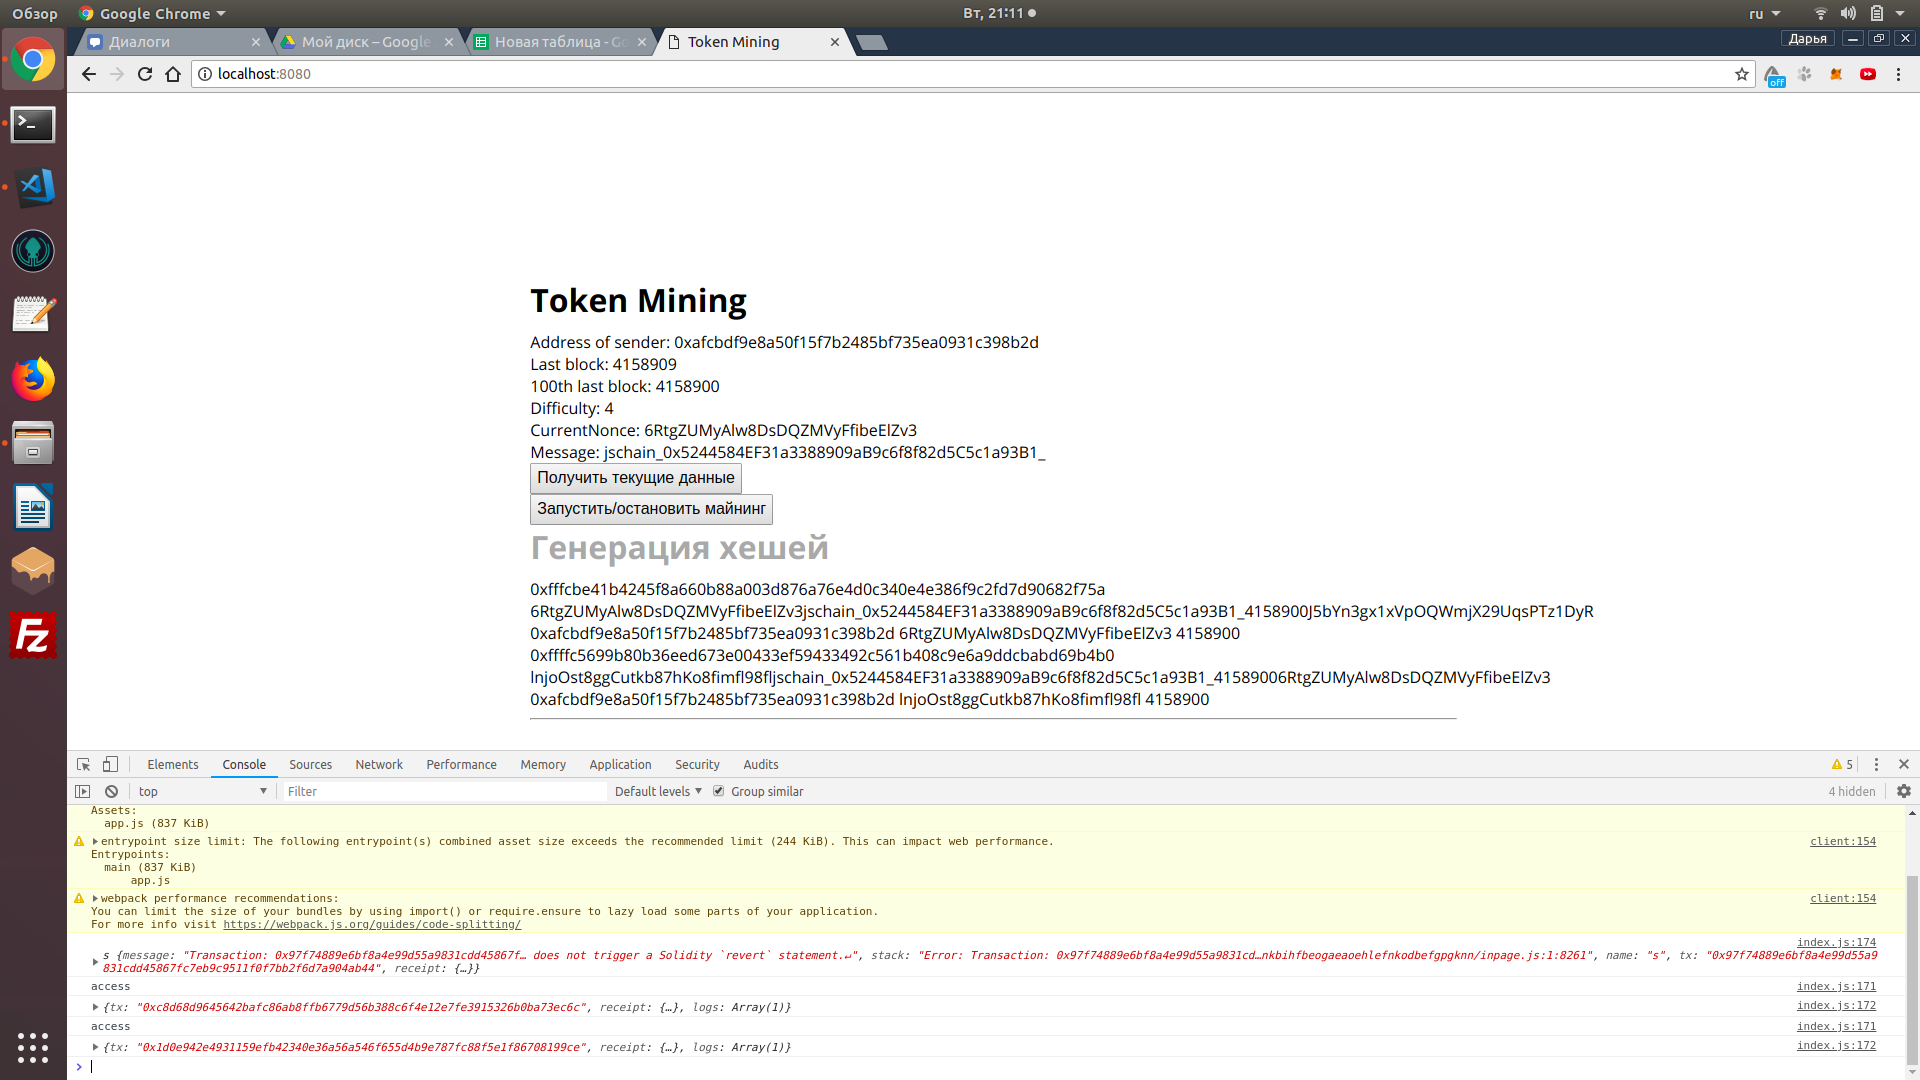 Обзор
Google Chrome
Вт, 21:11
ru
Диалоги
Мой диск – Google
Новая таблица - Go
Token Mining
Дарья
localhost:8080
off
Token Mining
Address of sender: 0xafcbdf9e8a50f15f7b2485bf735ea0931c398b2d
Last block: 4158909
100th last block: 4158900
Difficulty: 4
CurrentNonce: 6RtgZUMyAlw8DsDQZMVyFfibeElZv3
Message: jschain_0x5244584EF31a3388909aB9c6f8f82d5C5c1a93B1_
Получить текущие данные
Запустить/остановить майнинг
Генерация хешей
0xfffcbe41b4245f8a660b88a003d876a76e4d0c340e4e386f9c2fd7d90682f75a
6RtgZUMyAlw8DsDQZMVyFfibeElZv3jschain_0x5244584EF31a3388909aB9c6f8f82d5C5c1a93B1_4158900J5bYn3gx1xVpOQWmjX29UqsPTz1DyR
0xafcbdf9e8a50f15f7b2485bf735ea0931c398b2d 6RtgZUMyAlw8DsDQZMVyFfibeElZv3 4158900
0xffffc5699b80b36eed673e00433ef59433492c561b408c9e6a9ddcbabd69b4b0
lnjoOst8ggCutkb87hKo8fimfl98fljschain_0x5244584EF31a3388909aB9c6f8f82d5C5c1a93B1_41589006RtgZUMyAlw8DsDQZMVyFfibeElZv3
0xafcbdf9e8a50f15f7b2485bf735ea0931c398b2d lnjoOst8ggCutkb87hKo8fimfl98fl 4158900
Elements Console Sources Network Performance Memory Application Security Audits
5
top
Filter
Default levels
Group similar
4 hidden
Assets:
app.js (837 KiB)
entrypoint size limit: The following entrypoint(s) combined asset size exceeds the recommended limit (244 KiB). This can impact web performance. client:154
Entrypoints:
main (837 KiB)
app.js
webpack performance recommendations: client:154
You can limit the size of your bundles by using import() or require.ensure to lazy load some parts of your application.
For more info visit https://webpack.js.org/guides/code-splitting/
index.js:174
s {message: "Transaction: 0x97f74889e6bf8a4e99d55a9831cdd45867f… does not trigger a Solidity `revert` statement.↵", stack: "Error: Transaction: 0x97f74889e6bf8a4e99d55a9831cd…nkbihfbeogaeaoehlefnkodbefgpgknn/inpage.js:1:8261", name: "s", tx: "0x97f74889e6bf8a4e99d55a9
831cdd45867fc7eb9c9511f0f7bb2f6d7a904ab44", receipt: {…}}
access index.js:171
{tx: "0xc8d68d9645642bafc86ab8ffb6779d56b388c6f4e12e7fe3915326b0ba73ec6c", receipt: {…}, logs: Array(1)} index.js:172
access index.js:171
{tx: "0x1d0e942e4931159efb42340e36a56a546f655d4b9e787fc88f5e1f86708199ce", receipt: {…}, logs: Array(1)} index.js:172